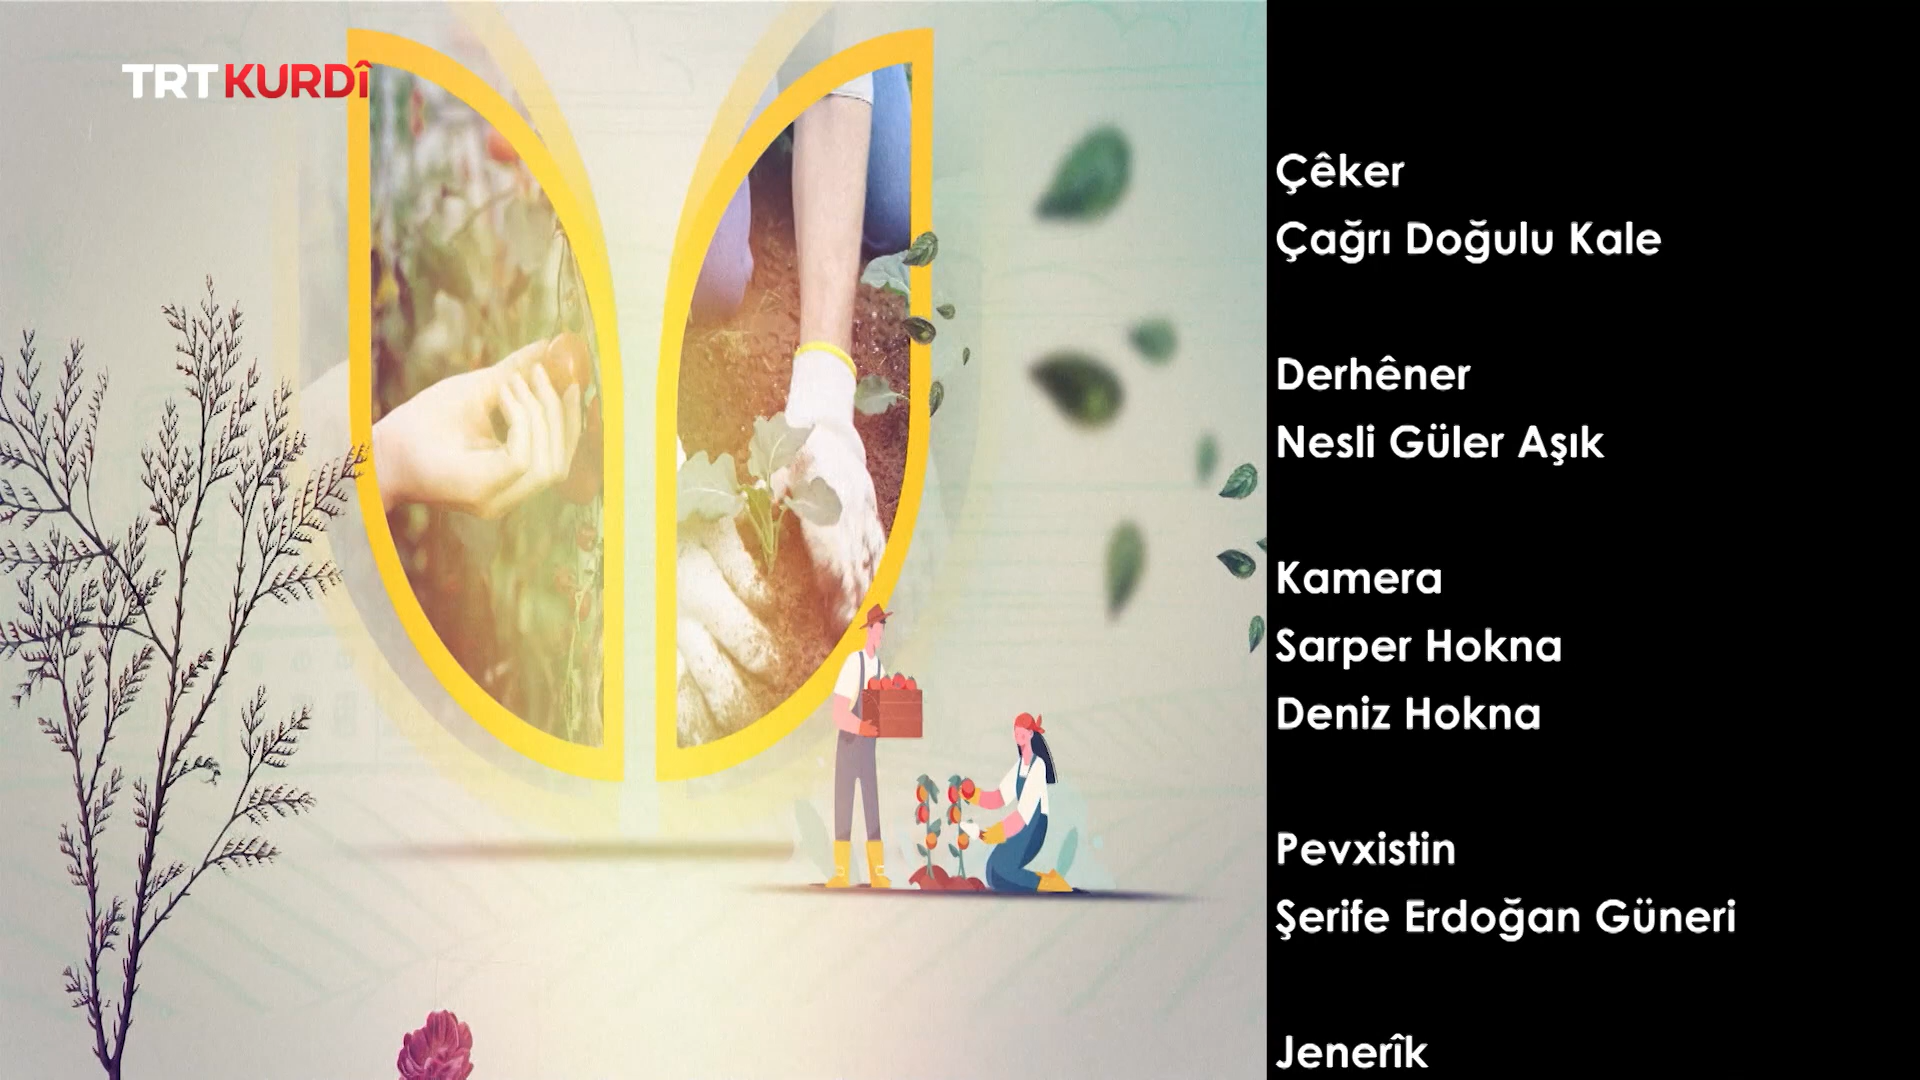 TRT KURDÎ
Çêker
Çağrı Doğulu Kale
Derhêner
Nesli Güler Aşık
Kamera
Sarper Hokna
Deniz Hokna
Pevxistin
Şerife Erdoğan Güneri
Jenerîk